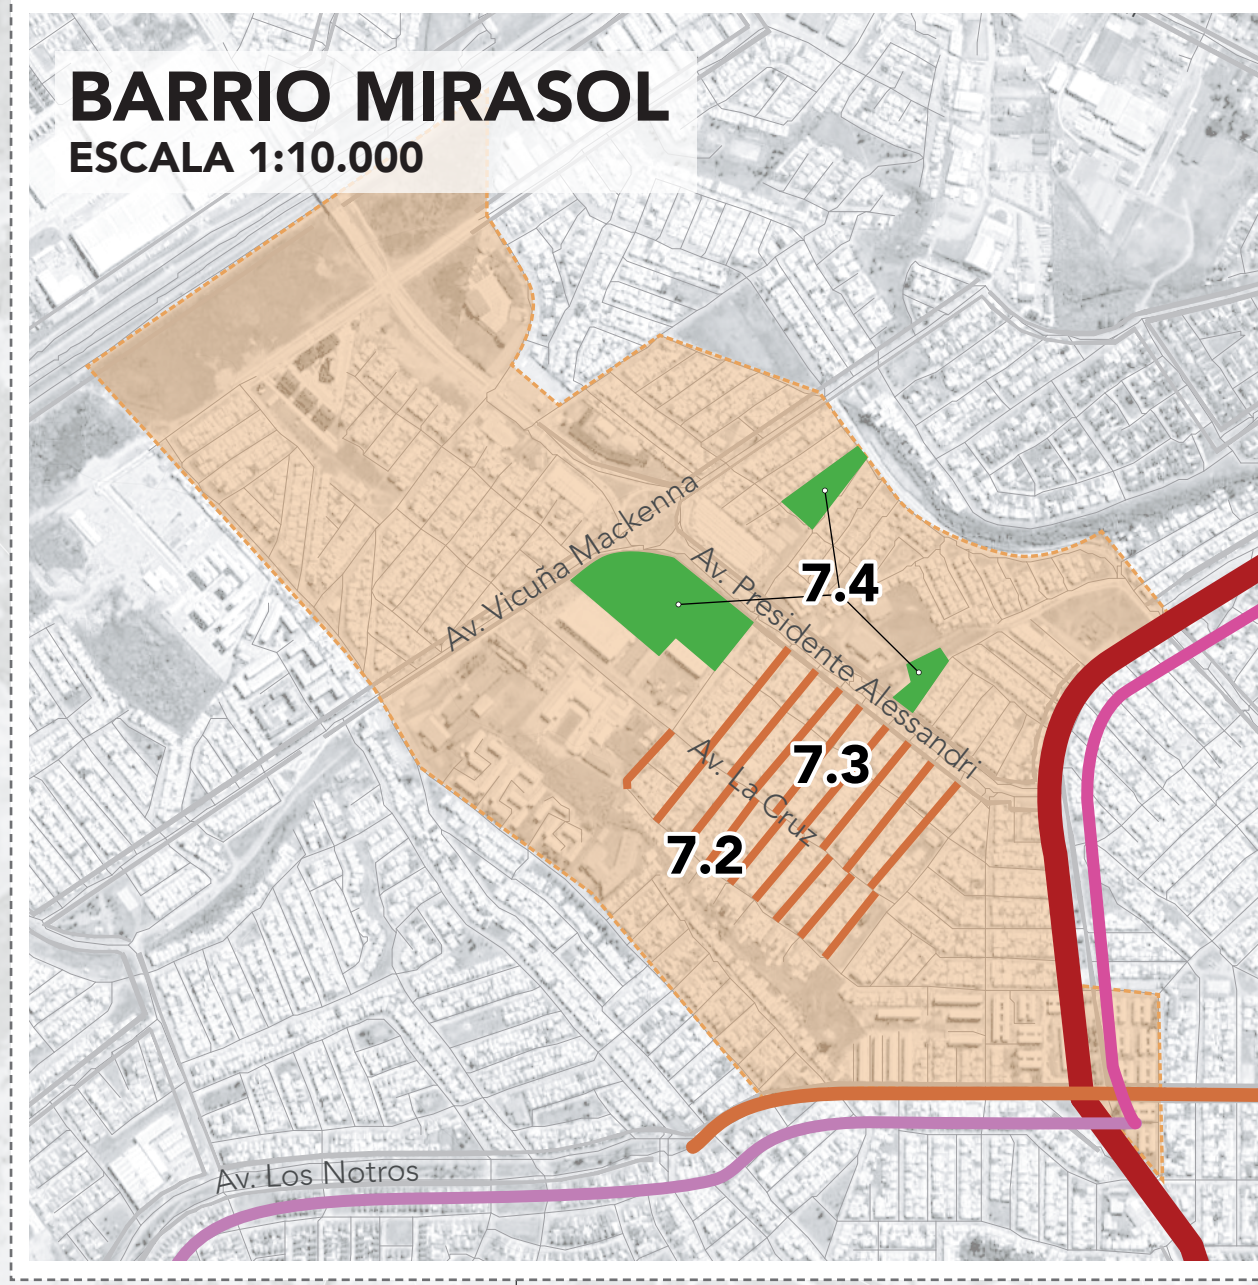 BARRIO MIRASOL
ESCALA 1:10.000
Av. Vicuña Mackenna
Av. Presidente Alessandri
7.4
7.3
Av. La Cruz
7.2
Av. Los Notros